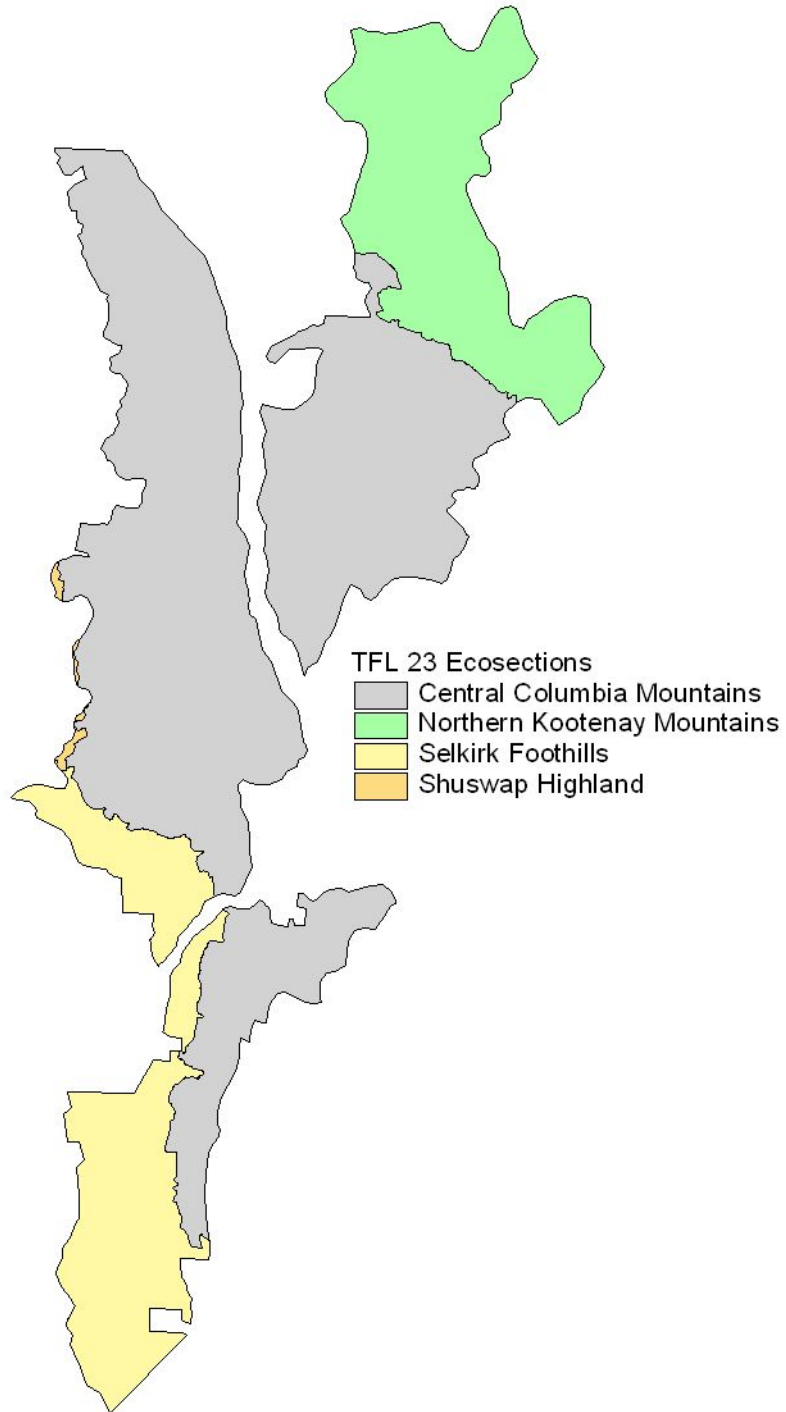 TFL 23 Ecosections
Central Columbia Mountains
Northern Kootenay Mountains
Selkirk Foothills
Shuswap Highland